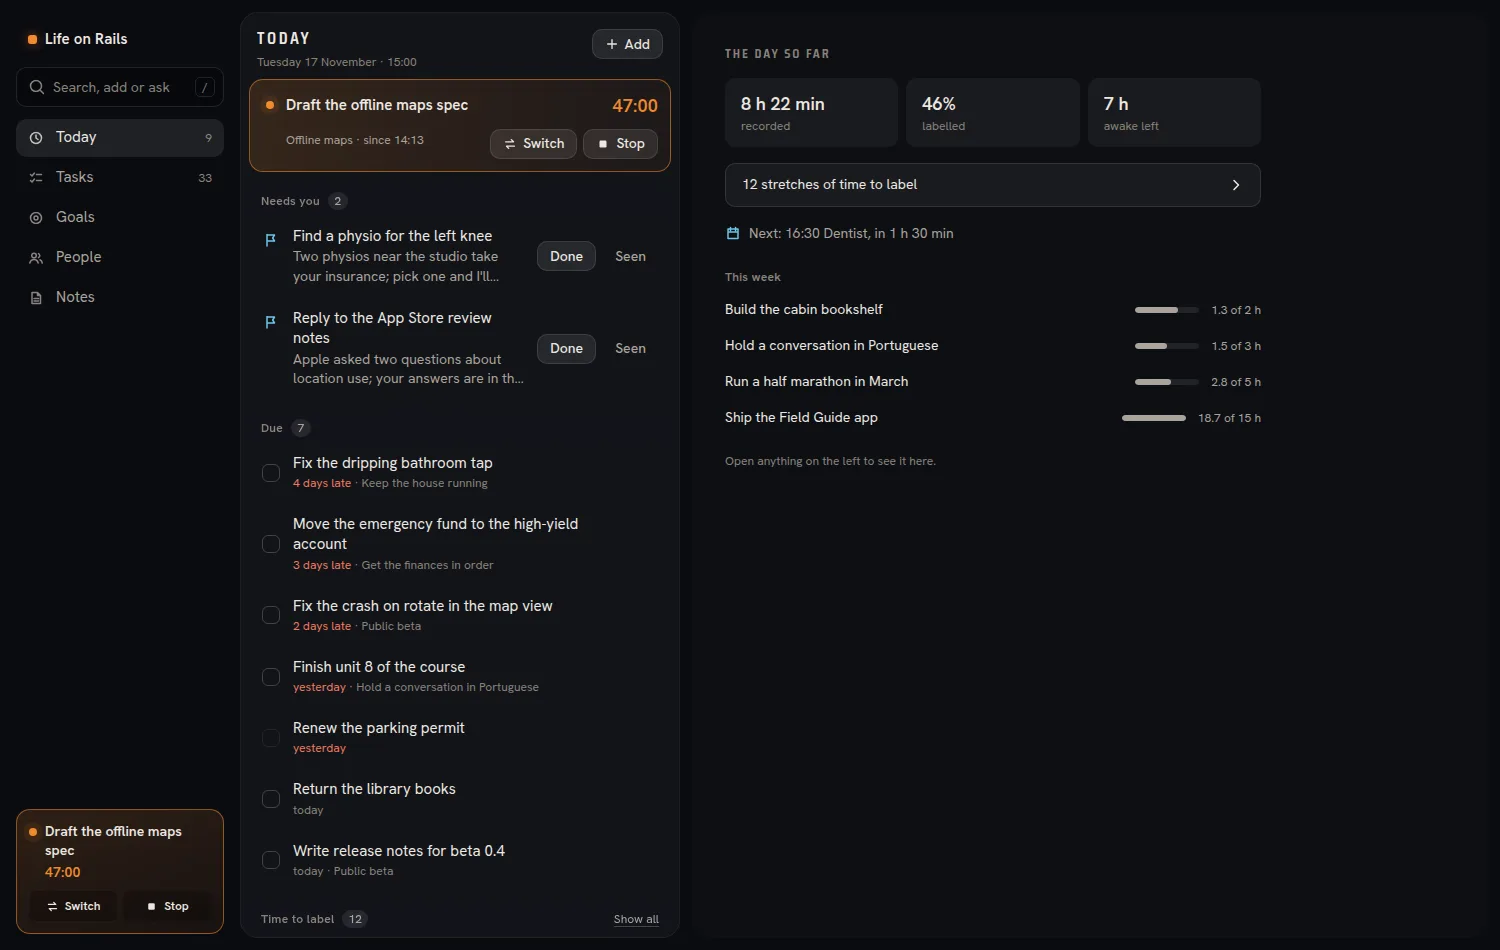 Life on Rails
Search, add or ask /
Today 9
Tasks 33
Goals
People
Notes
Draft the offline maps
spec
47:00
Switch Stop
TODAY
Tuesday 17 November · 15:00
+ Add
Draft the offline maps spec 47:00
Offline maps · since 14:13
Switch Stop
Needs you 2
Find a physio for the left knee
Two physios near the studio take
your insurance; pick one and I'll...
Done Seen
Reply to the App Store review
notes
Apple asked two questions about
location use; your answers are in th...
Done Seen
Due 7
Fix the dripping bathroom tap
4 days late · Keep the house running
Move the emergency fund to the high-yield
account
3 days late · Get the finances in order
Fix the crash on rotate in the map view
2 days late · Public beta
Finish unit 8 of the course
yesterday · Hold a conversation in Portuguese
Renew the parking permit
yesterday
Return the library books
today
Write release notes for beta 0.4
today · Public beta
Time to label 12 Show all
THE DAY SO FAR
8 h 22 min
recorded
46%
labelled
7 h
awake left
12 stretches of time to label
Next: 16:30 Dentist, in 1 h 30 min
This week
Build the cabin bookshelf 1.3 of 2 h
Hold a conversation in Portuguese 1.5 of 3 h
Run a half marathon in March 2.8 of 5 h
Ship the Field Guide app 18.7 of 15 h
Open anything on the left to see it here.